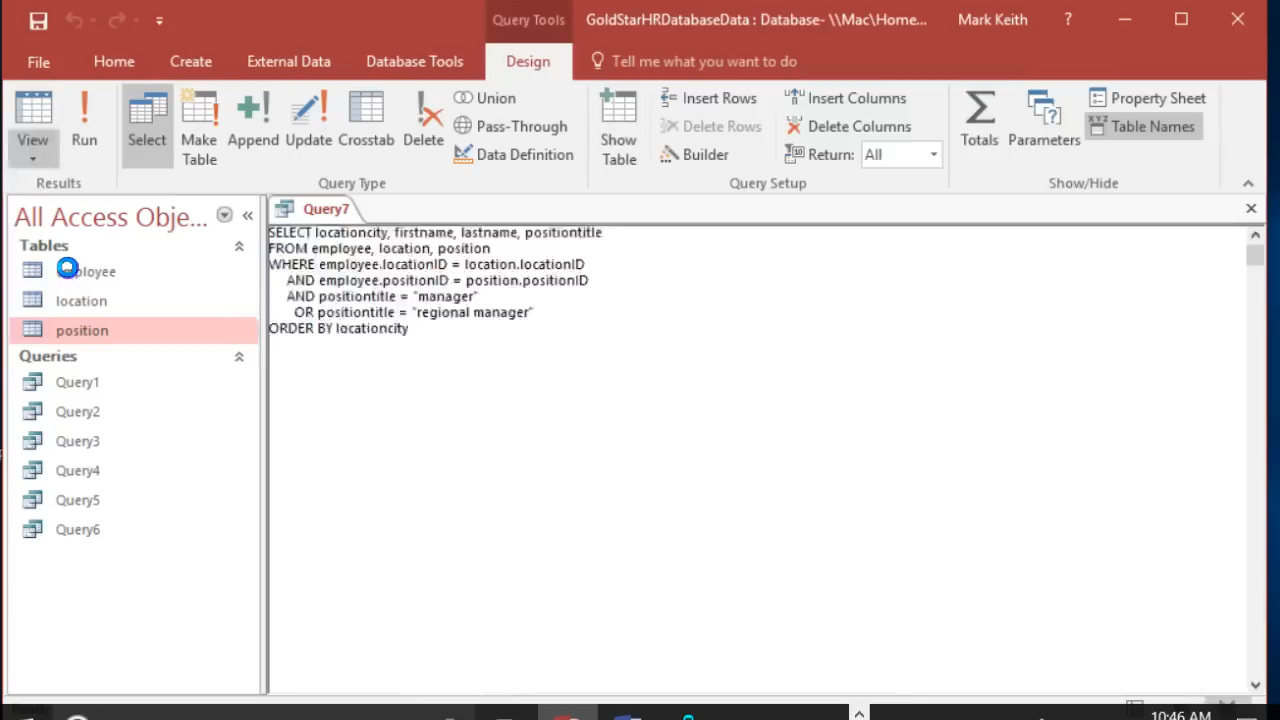 Query Tools
GoldStarHRDatabaseData : Database- \\Mac\Home...
Mark Keith
?
File
Home
Create
External Data
Database Tools
Design
Tell me what you want to do
View
Run
Select
Make
Table
Append
Update
Crosstab
Delete
Union
Pass-Through
Data Definition
Show
Table
Insert Rows
Delete Rows
Builder
Insert Columns
Delete Columns
Return: All
Totals
Parameters
Property Sheet
XYZ
Table Names
Results
Query Type
Query Setup
Show/Hide
All Access Obje...
Tables
location
position
Queries
Query1
Query2
Query3
Query4
Query5
Query6
Query7
SELECT locationcity, firstname, lastname, positiontitle
FROM employee, location, position
WHERE employee.locationID = location.locationID
AND employee.positionID = position.positionID
AND positiontitle = "manager"
OR positiontitle = "regional manager"
ORDER BY locationcity
10:46 AM